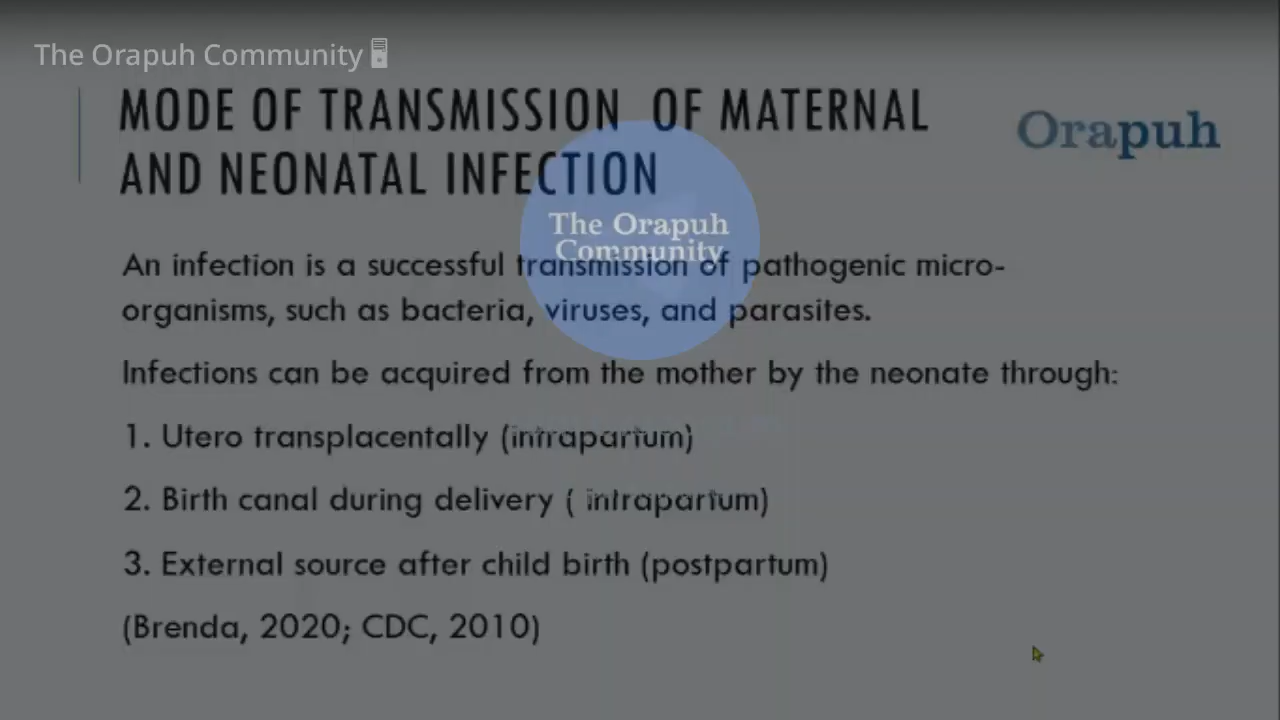 The Orapuh Community
MODE OF TRANSMISSION OF MATERNAL
AND NEONATAL INFECTION
Orapuh
The Orapuh
Community
An infection is a successful transmission of pathogenic micro-
organisms, such as bacteria, viruses, and parasites.
Infections can be acquired from the mother by the neonate through:
1. Utero transplacentally (intrapartum)
2. Birth canal during delivery ( intrapartum)
3. External source after child birth (postpartum)
(Brenda, 2020; CDC, 2010)